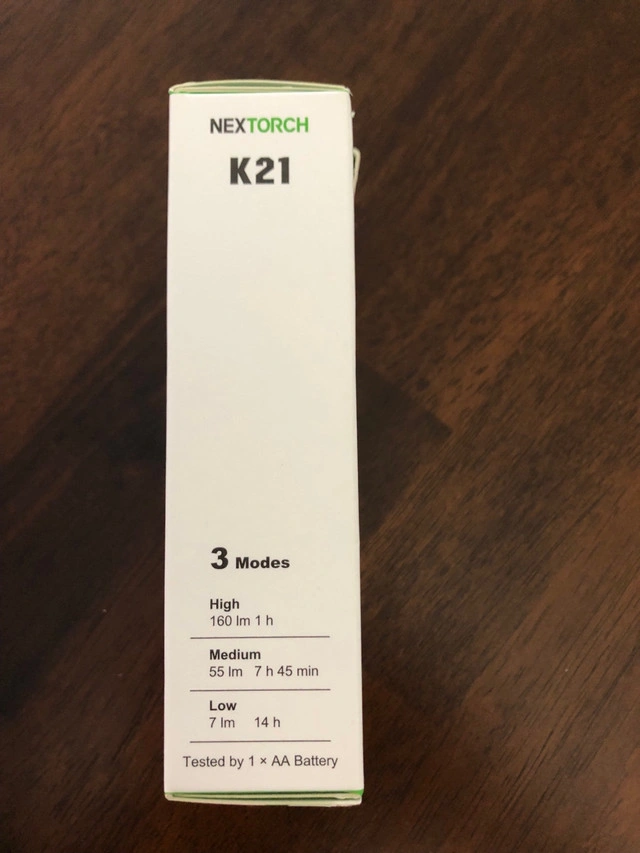 NEXTORCH
K21
3 Modes
High
160 lm 1 h
Medium
55 lm 7 h 45 min
Low
7 lm 14 h
Tested by 1 × AA Battery